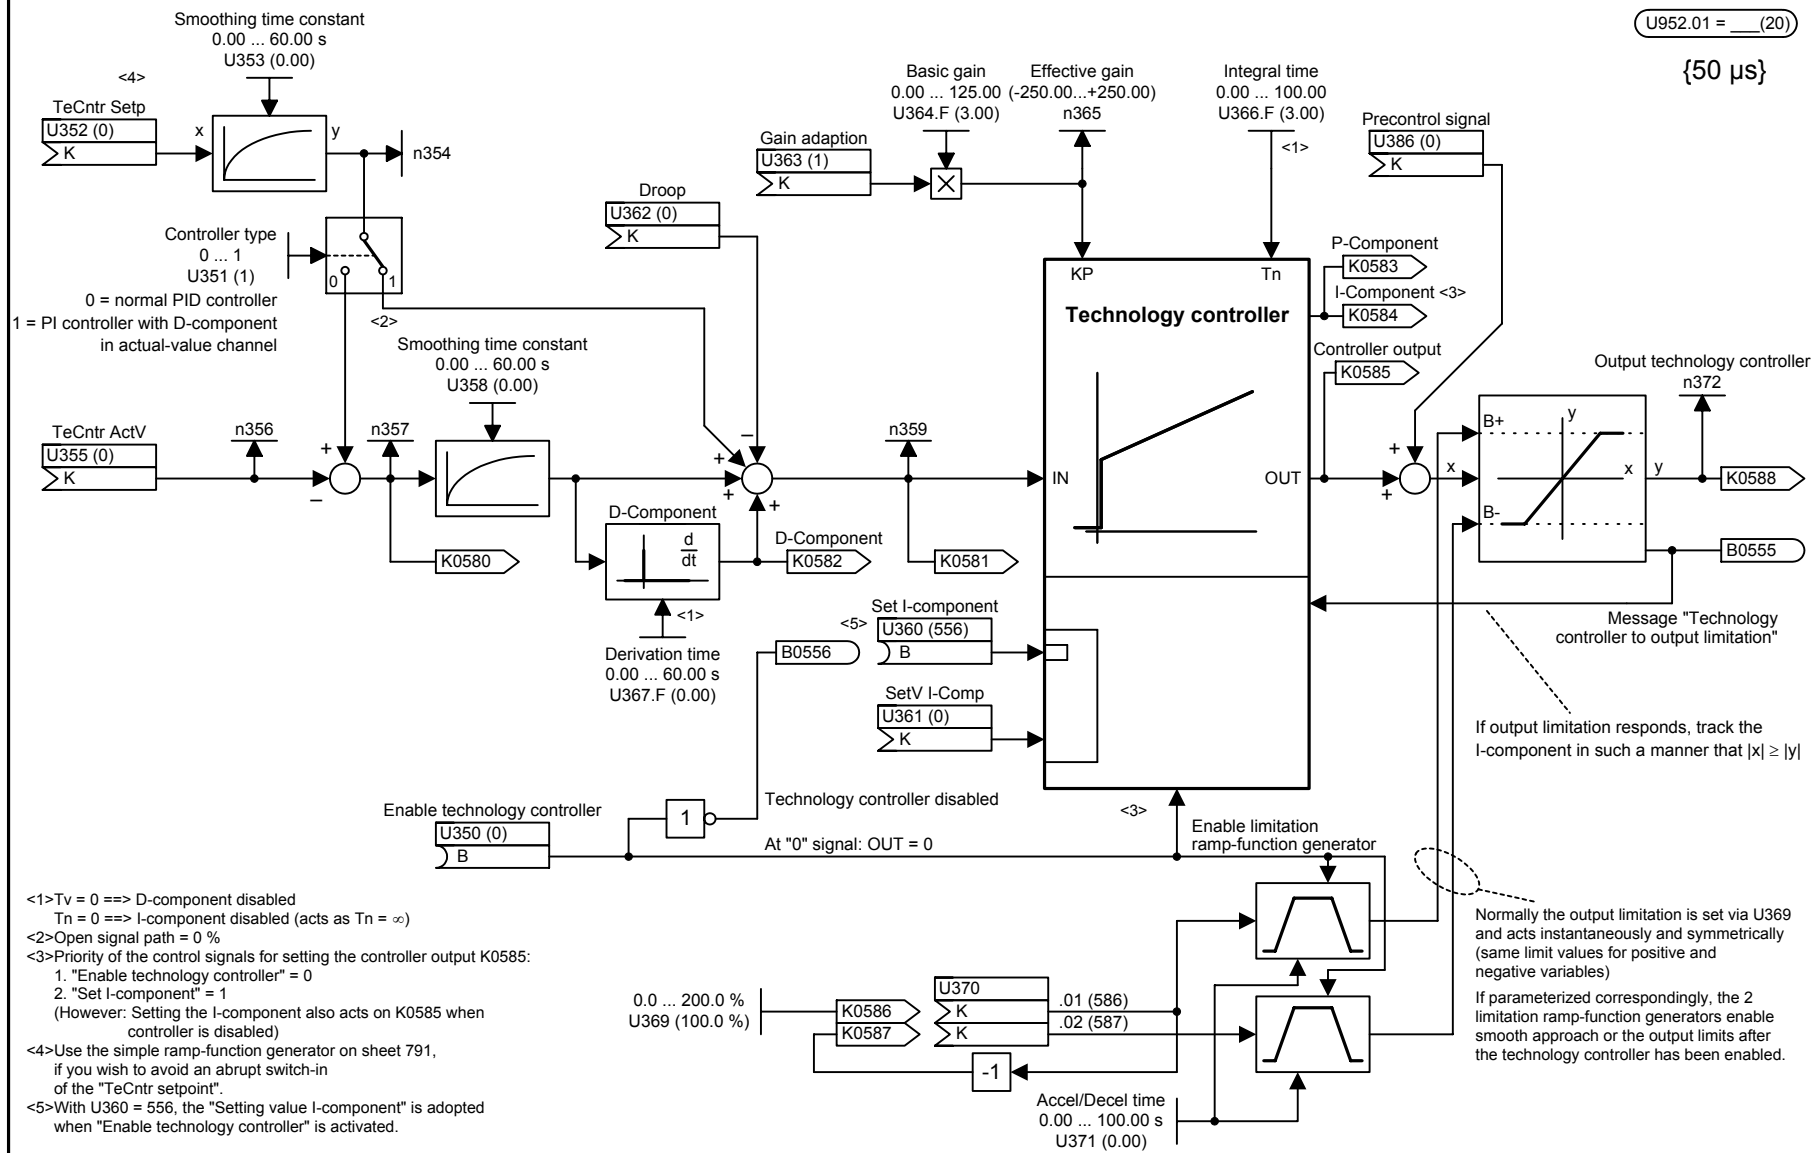 U952.01 = ___(20)
{50 µs}
Smoothing time constant
0.00 ... 60.00 s
U353 (0.00)
<4>
TeCntr Setp
U352 (0)
K
x
y
n354
Controller type
0 ... 1
U351 (1)
0
1
0 = normal PID controller
1 = PI controller with D-component
in actual-value channel
<2>
Smoothing time constant
0.00 ... 60.00 s
U358 (0.00)
TeCntr ActV
U355 (0)
K
n356
+
–
n357
K0580
Droop
U362 (0)
K
–
+
+
+
D-Component
d
dt
<1>
Derivation time
0.00 ... 60.00 s
U367.F (0.00)
D-Component
K0582
n359
K0581
Gain adaption
U363 (1)
K
Basic gain
0.00 ... 125.00
U364.F (3.00)
Effective gain
(-250.00...+250.00)
n365
Integral time
0.00 ... 100.00
U366.F (3.00)
<1>
Precontrol signal
U386 (0)
K
KP
Tn
Technology controller
IN
OUT
P-Component
K0583
I-Component <3>
K0584
Controller output
K0585
+
+
x
B+
B-
y
x
y
Output technology controller
n372
K0588
B0555
Message "Technology
controller to output limitation"
If output limitation responds, track the
I-component in such a manner that |x| ≥ |y|
<5>
Set I-component
U360 (556)
B
SetV I-Comp
U361 (0)
K
B0556
Technology controller disabled
Enable technology controller
U350 (0)
B
1
At "0" signal: OUT = 0
<3>
Enable limitation
ramp-function generator
Normally the output limitation is set via U369
and acts instantaneously and symmetrically
(same limit values for positive and
negative variables)
If parameterized correspondingly, the 2
limitation ramp-function generators enable
smooth approach or the output limits after
the technology controller has been enabled.
0.0 ... 200.0 %
U369 (100.0 %)
K0586
K0587
U370
K
K
.01 (586)
.02 (587)
-1
Accel/Decel time
0.00 ... 100.00 s
U371 (0.00)
<1>Tv = 0 ==> D-component disabled
Tn = 0 ==> I-component disabled (acts as Tn = ∞)
<2>Open signal path = 0 %
<3>Priority of the control signals for setting the controller output K0585:
1. "Enable technology controller" = 0
2. "Set I-component" = 1
(However: Setting the I-component also acts on K0585 when
controller is disabled)
<4>Use the simple ramp-function generator on sheet 791,
if you wish to avoid an abrupt switch-in
of the "TeCntr setpoint".
<5>With U360 = 556, the "Setting value I-component" is adopted
when "Enable technology controller" is activated.